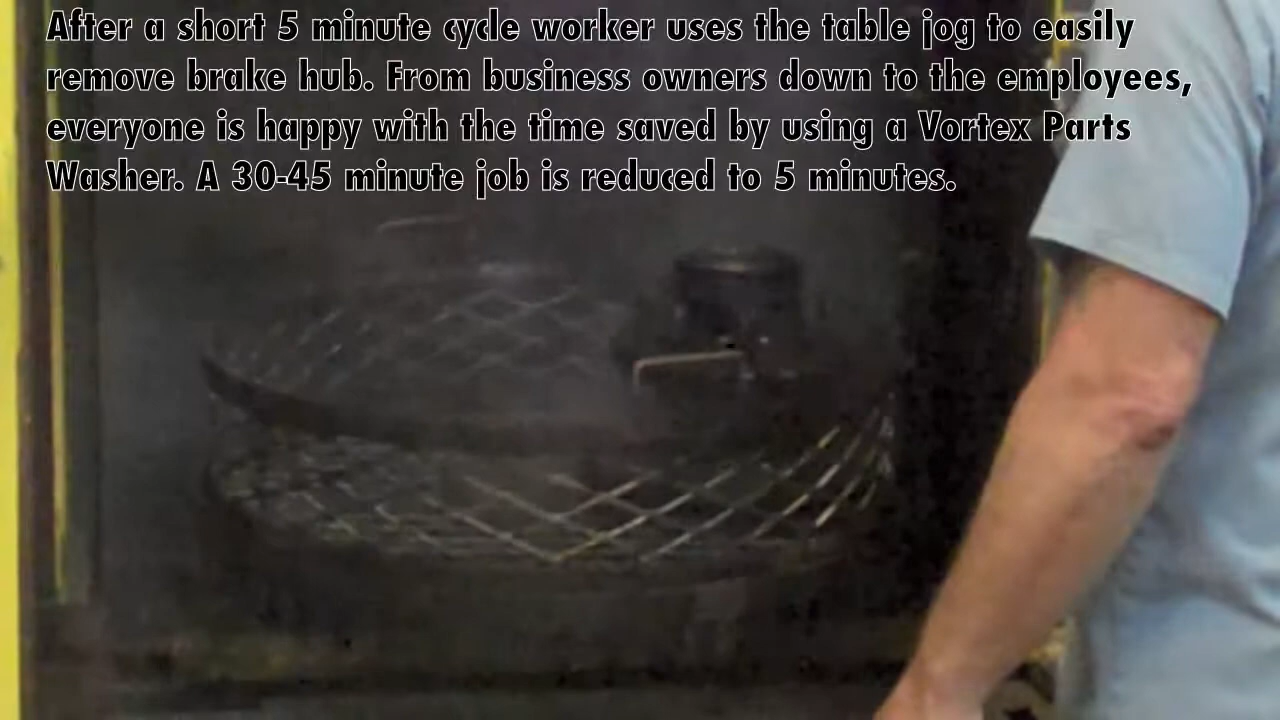 After a short 5 minute cycle worker uses the table jog to easily
remove brake hub. From business owners down to the employees,
everyone is happy with the time saved by using a Vortex Parts
Washer. A 30-45 minute job is reduced to 5 minutes.